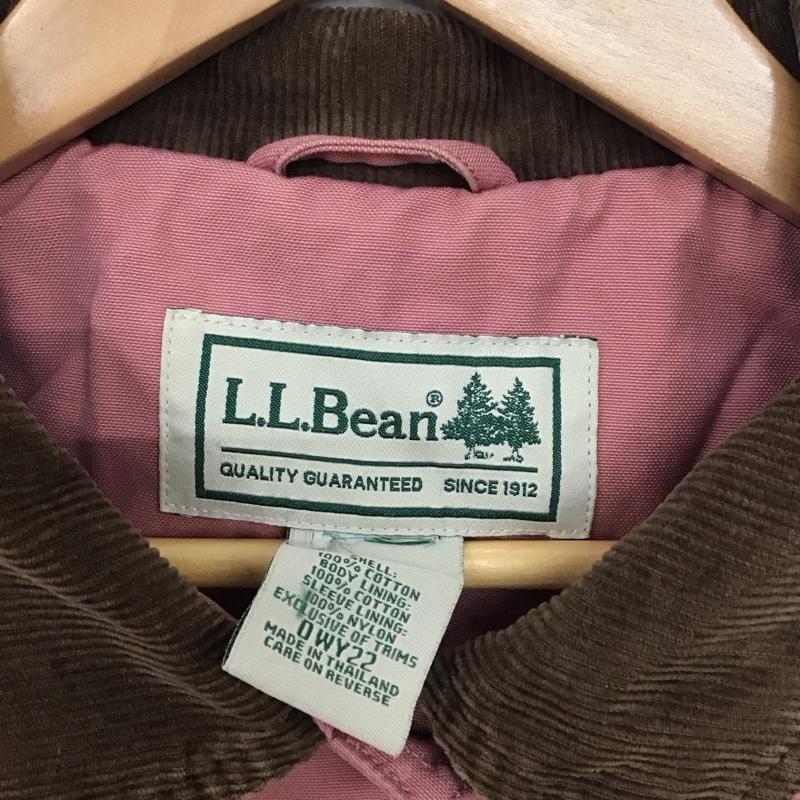 L.L.Bean®
QUALITY GUARANTEED SINCE 1912
SHELL:
100% COTTON
BODY LINING:
100% COTTON
SLEEVE LINING:
100% NYLON
EXCLUSIVE OF TRIMS
0WY22
MADE IN THAILAND
CARE ON REVERSE